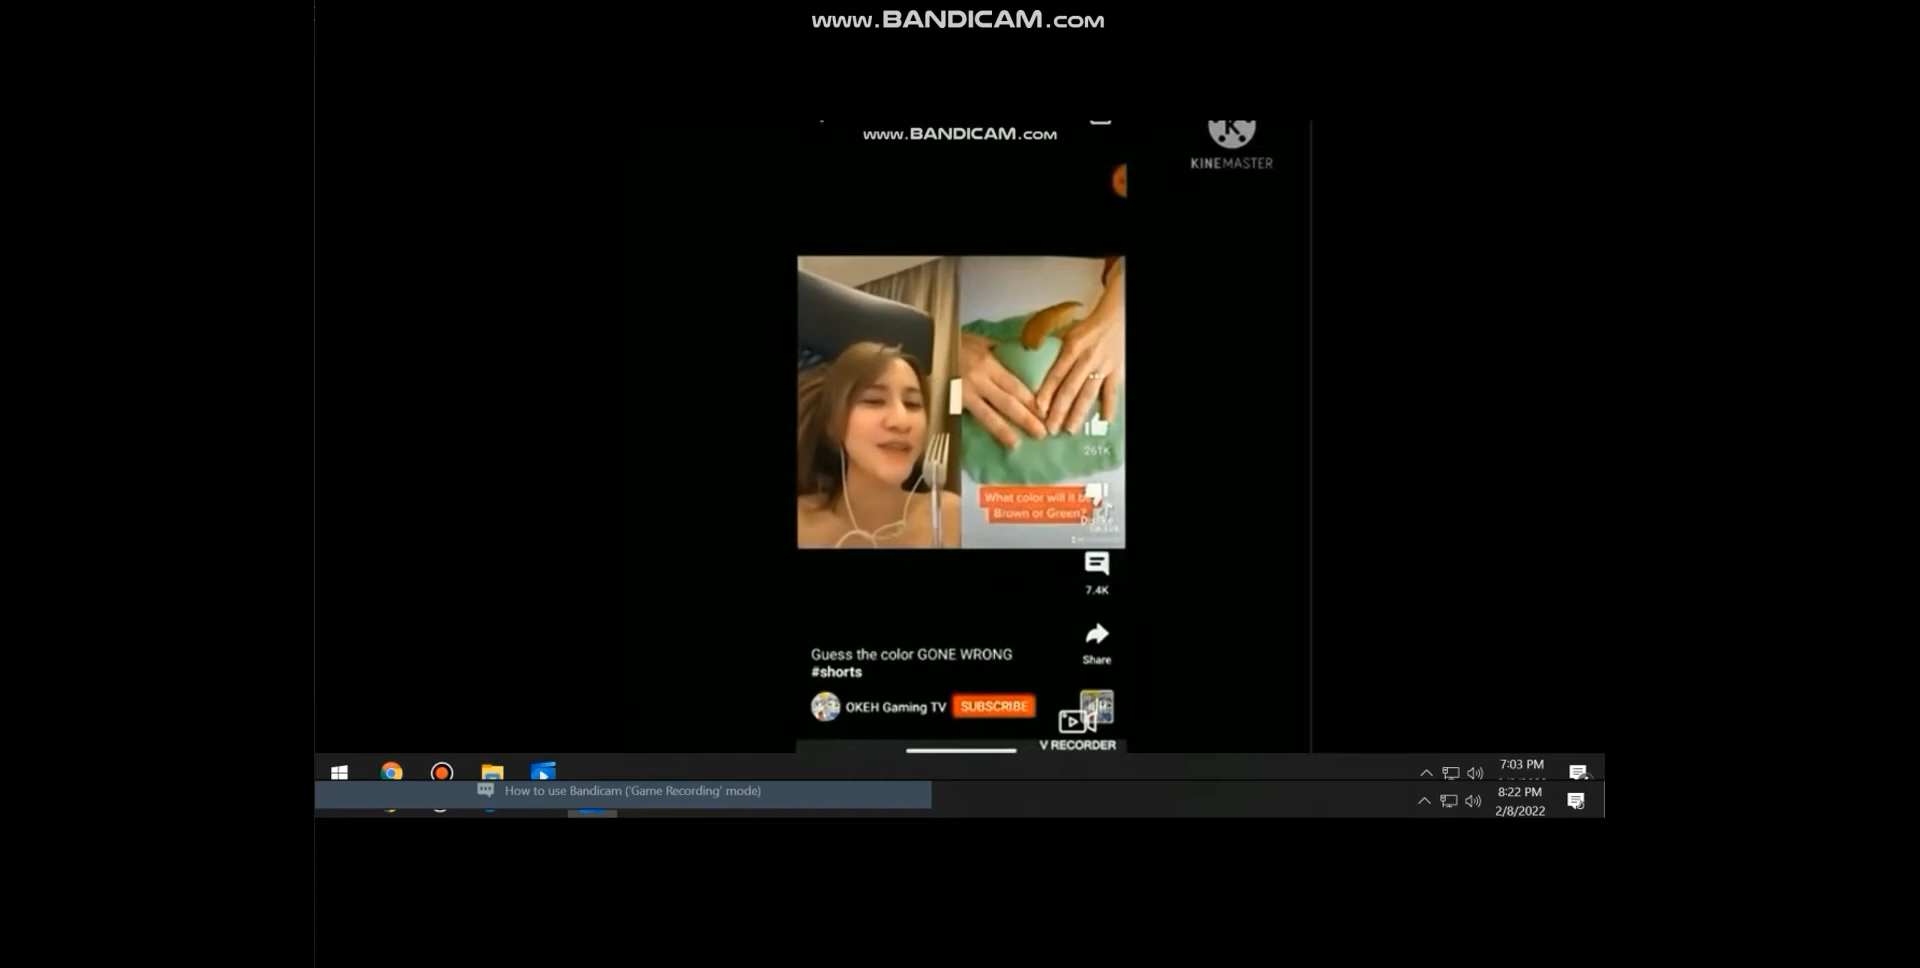 www.BANDICAM.com
www.BANDICAM.com
KINEMASTER
261K
What color will it b
Brown or Green?
Dislike
7.4K
Share
Guess the color GONE WRONG
#shorts
OKEH Gaming TV
SUBSCRIBE
V RECORDER
7:03 PM
How to use Bandicam ('Game Recording' mode)
8:22 PM
2/8/2022